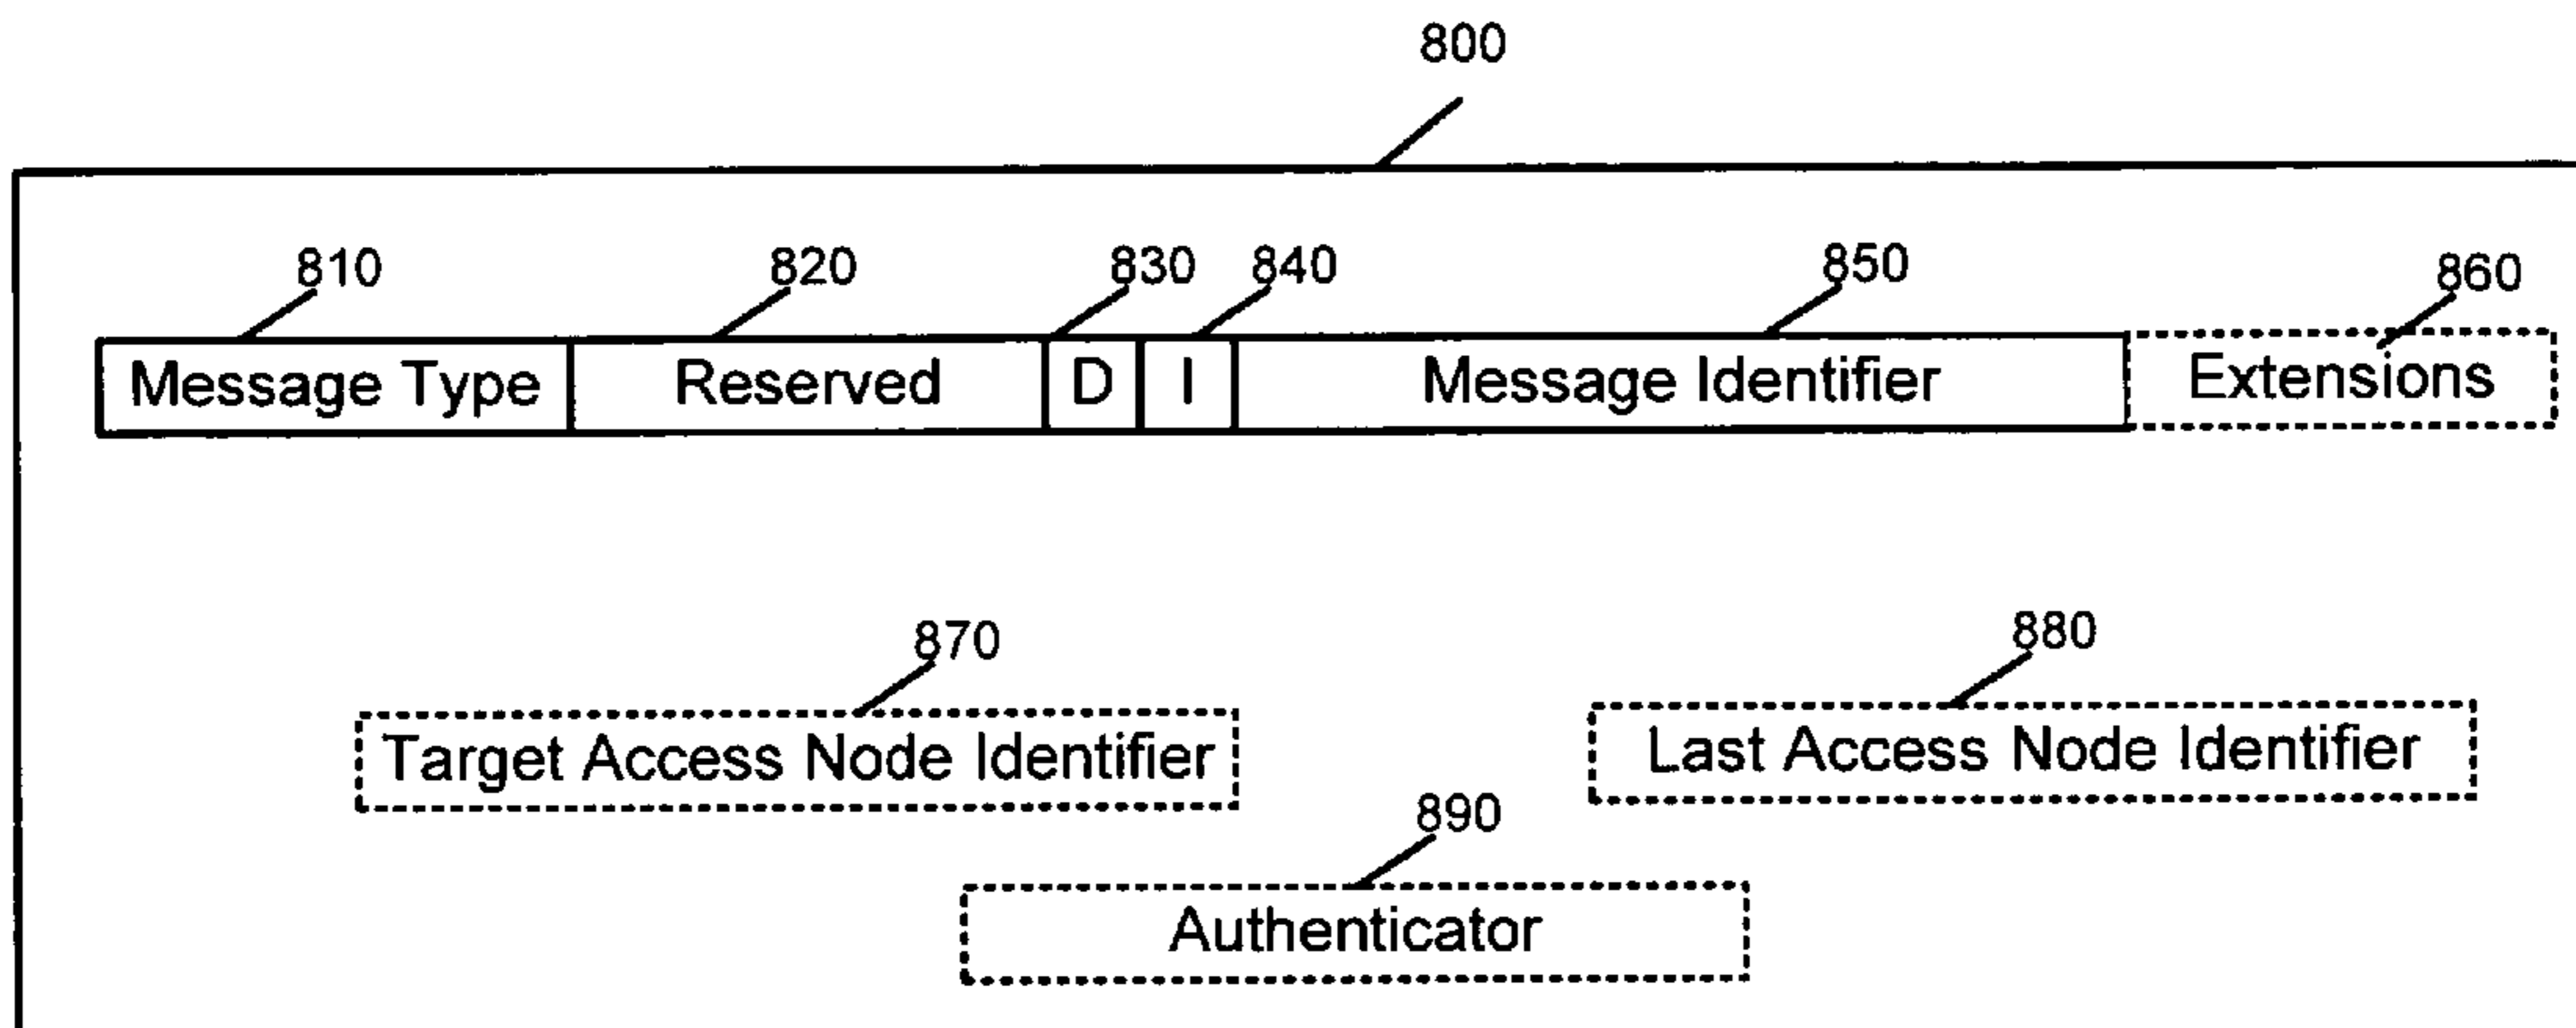 800
810 820 830 840 850 860
Message Type Reserved D I Message Identifier Extensions
870 880
Target Access Node Identifier Last Access Node Identifier
890
Authenticator